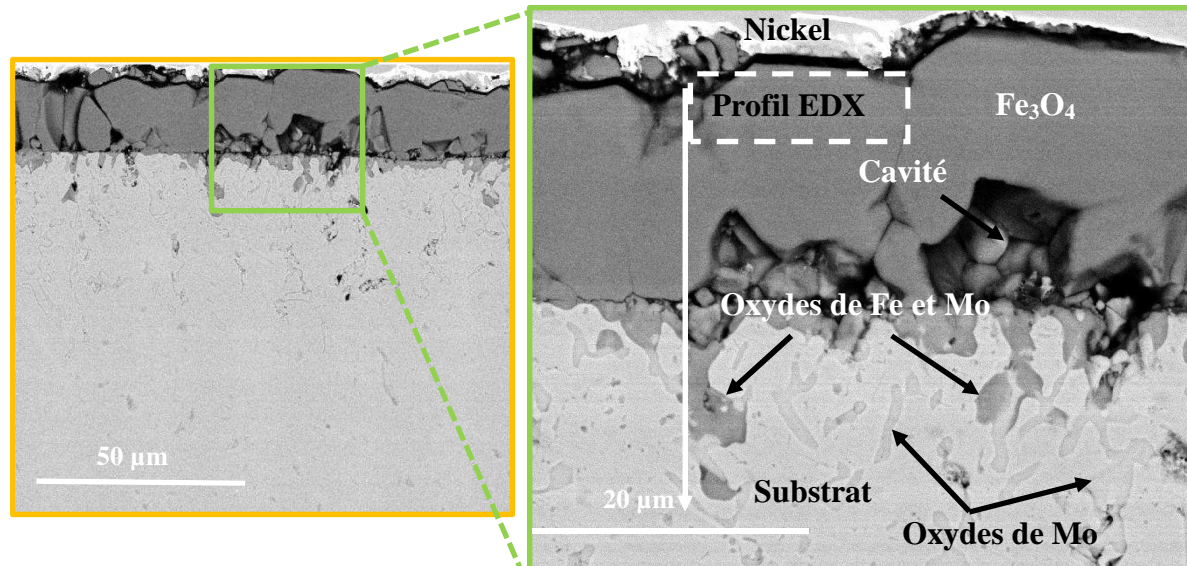 Nickel
Profil EDX
Fe₃O₄
Cavité
Oxydes de Fe et Mo
50 µm
20 µm
Substrat
Oxydes de Mo